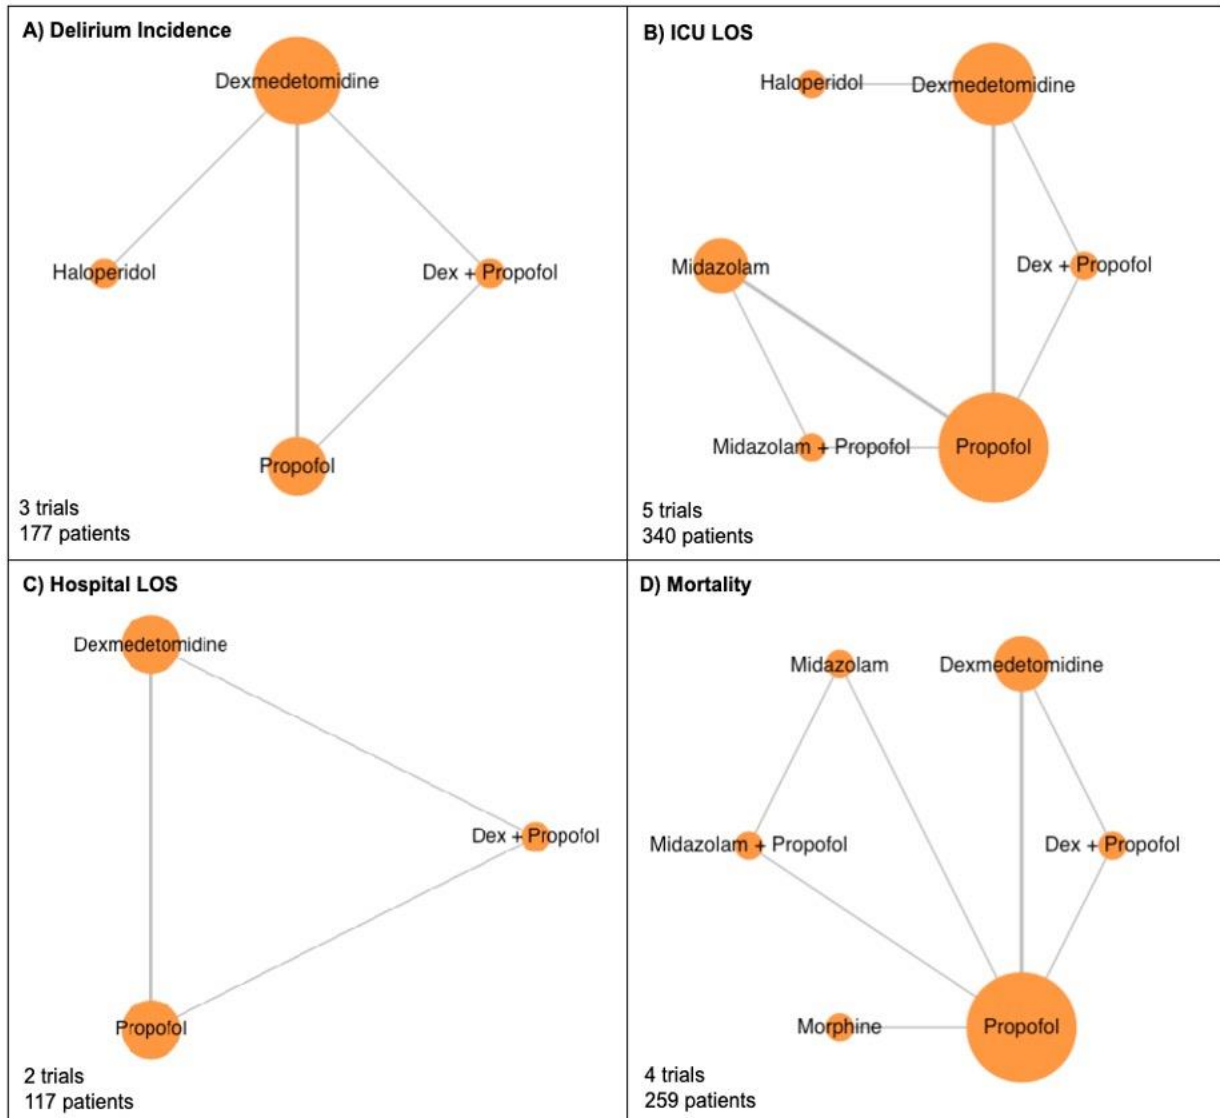 A) Delirium Incidence
Dexmedetomidine
Haloperidol
Dex + Propofol
Propofol
3 trials
177 patients
B) ICU LOS
Haloperidol
Dexmedetomidine
Midazolam
Dex + Propofol
Midazolam + Propofol
Propofol
5 trials
340 patients
C) Hospital LOS
Dexmedetomidine
Dex + Propofol
Propofol
2 trials
117 patients
D) Mortality
Midazolam
Dexmedetomidine
Midazolam + Propofol
Dex + Propofol
Morphine
Propofol
4 trials
259 patients